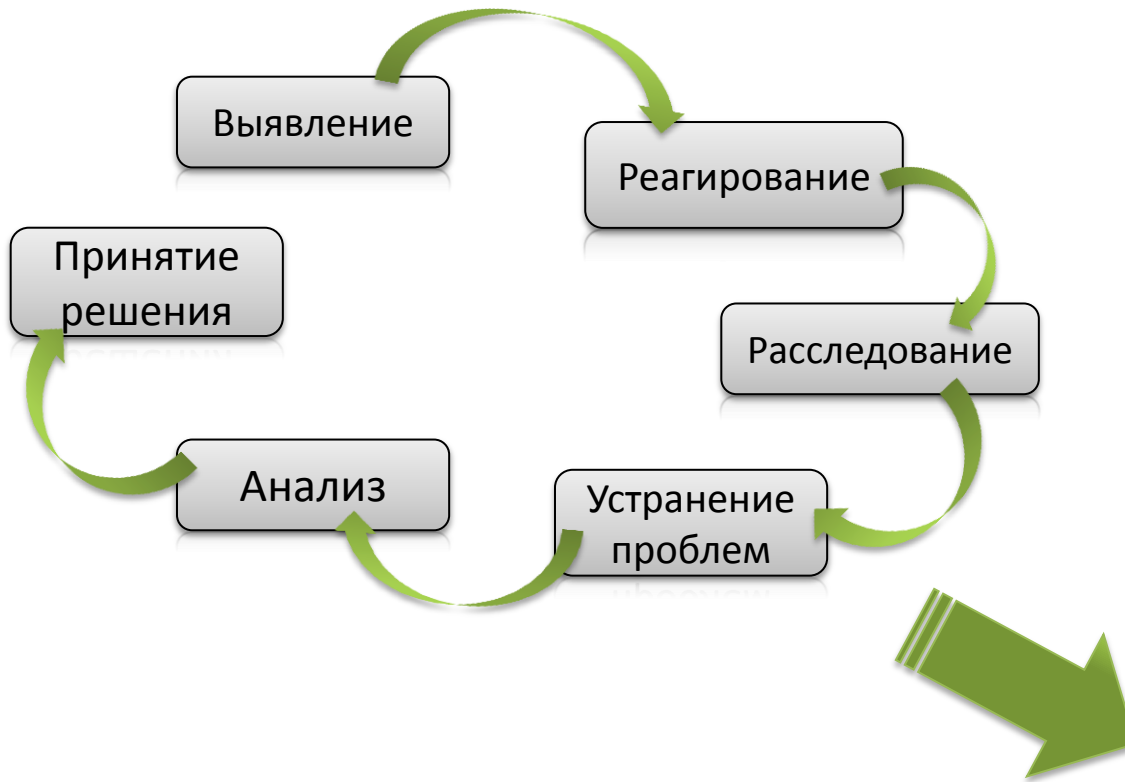 Выявление
Реагирование
Принятие
решения
Расследование
Анализ
Устранение
проблем